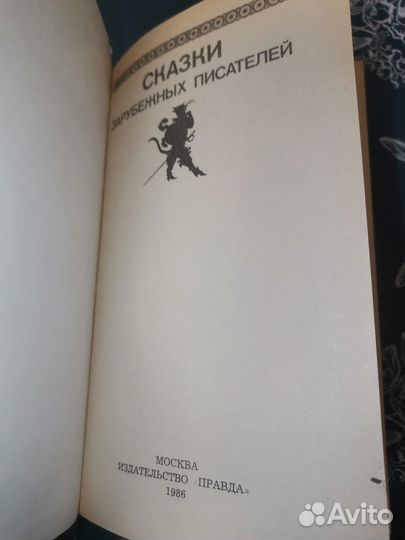 СКАЗКИ
ЗАРУБЕЖНЫХ ПИСАТЕЛЕЙ
МОСКВА
ИЗДАТЕЛЬСТВО «ПРАВДА»
1986
Avito